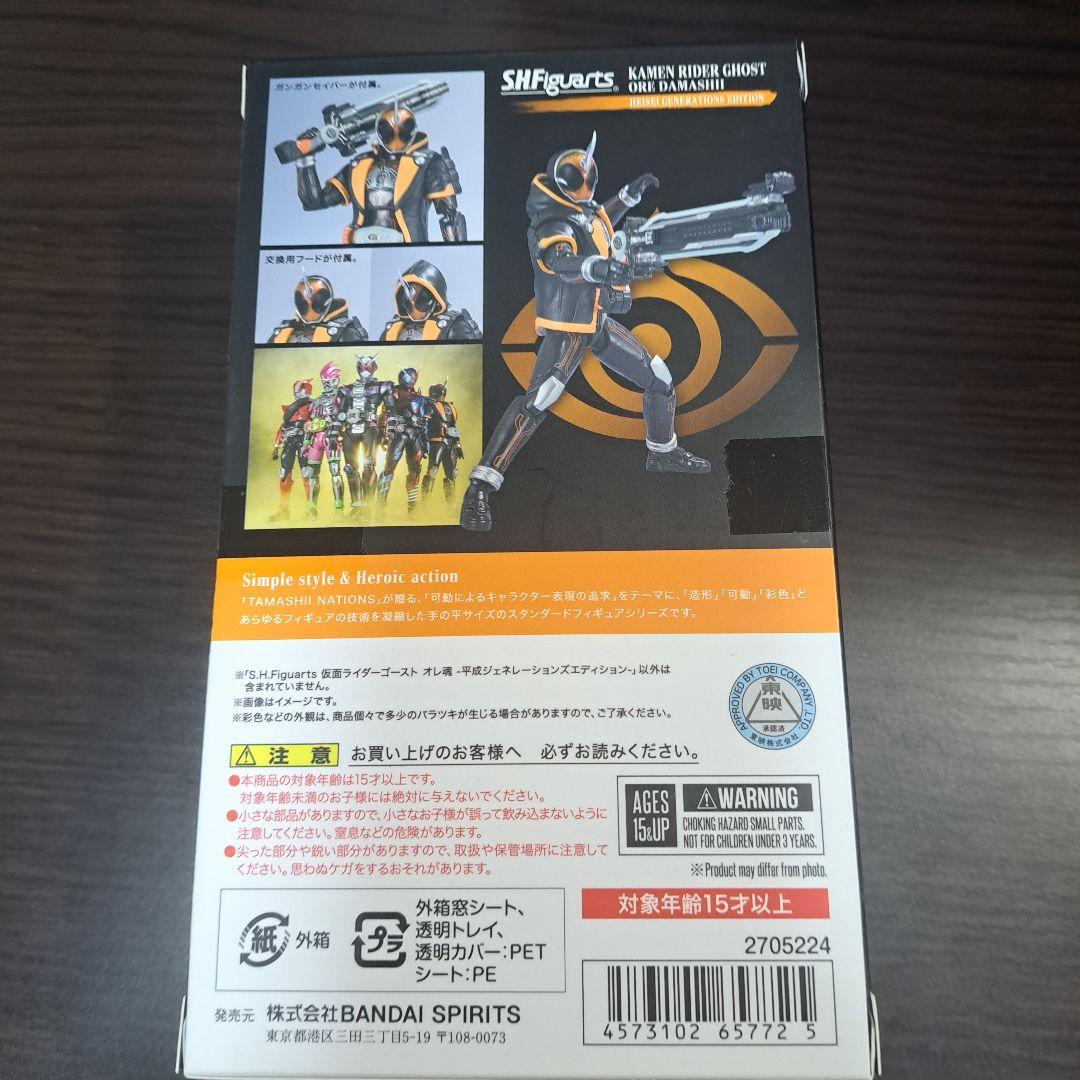 ガンガンセイバーが付属。
S.H.Figuarts
KAMEN RIDER GHOST
ORE DAMASHII
HEISEI GENERATIONS EDITION
交換用フードが付属。
Simple style & Heroic action
「TAMASHII NATIONS」が贈る、「可動によるキャラクター表現の追求」をテーマに、「造形」「可動」「彩色」と
あらゆるフィギュアの技術を凝縮した手の平サイズのスタンダードフィギュアシリーズです。
※「S.H.Figuarts 仮面ライダーゴースト オレ魂 -平成ジェネレーションズエディション-」以外は
含まれていません。
※画像はイメージです。
※彩色などの外観は、商品個々で多少のバラツキが生じる場合がありますので、ご了承ください。
APPROVED BY TOEI COMPANY, LTD.
東映
承認済
東映株式会社
注意 お買い上げのお客様へ 必ずお読みください。
●本商品の対象年齢は15才以上です。
対象年齢未満のお子様には絶対に与えないでください。
●小さな部品がありますので、小さなお子様が誤って飲み込まないように
注意してください。窒息などの危険があります。
●尖った部分や鋭い部分がありますので、取扱や保管場所に注意して
ください。思わぬケガをするおそれがあります。
AGES
15&UP
WARNING
CHOKING HAZARD SMALL PARTS.
NOT FOR CHILDREN UNDER 3 YEARS.
※Product may differ from photo.
対象年齢15才以上
紙 外箱
プラ
外箱窓シート、
透明トレイ、
透明カバー:PET
シート:PE
2705224
4573102 65772 5
発売元 株式会社BANDAI SPIRITS
東京都港区三田三丁目5-19 〒108-0073